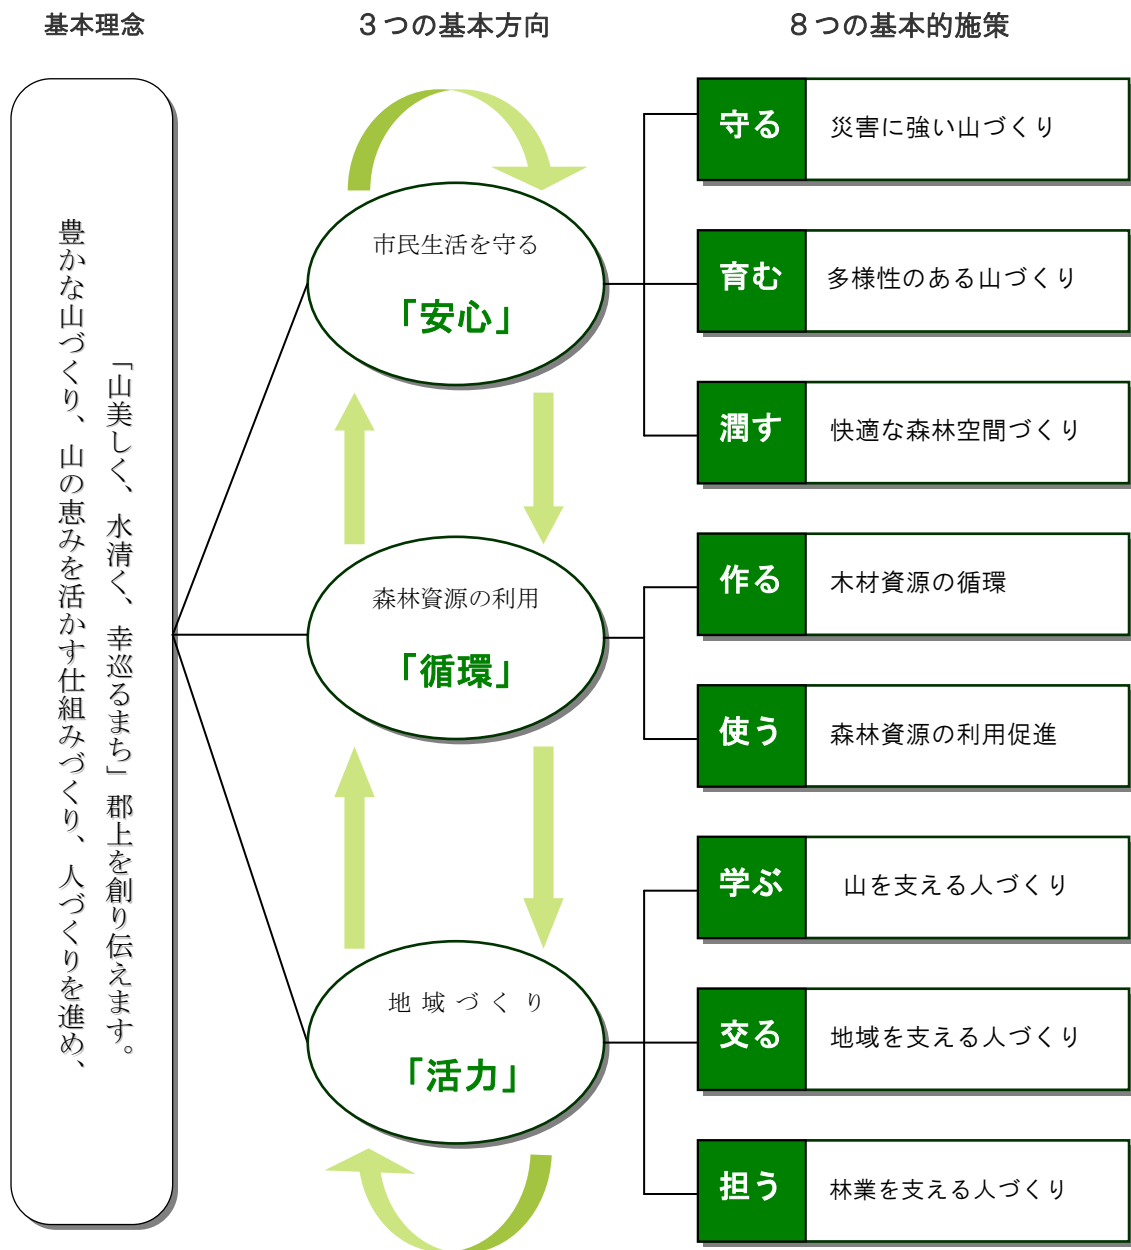 基本理念
3つの基本方向
8つの基本的施策
豊かな山づくり、山の恵みを活かす仕組みづくり、人づくりを進め、
「山美しく、水清く、幸巡るまち」郡上を創り伝えます。
市民生活を守る
「安心」
守る
災害に強い山づくり
育む
多様性のある山づくり
潤す
快適な森林空間づくり
森林資源の利用
「循環」
作る
木材資源の循環
使う
森林資源の利用促進
地域づくり
「活力」
学ぶ
山を支える人づくり
交る
地域を支える人づくり
担う
林業を支える人づくり